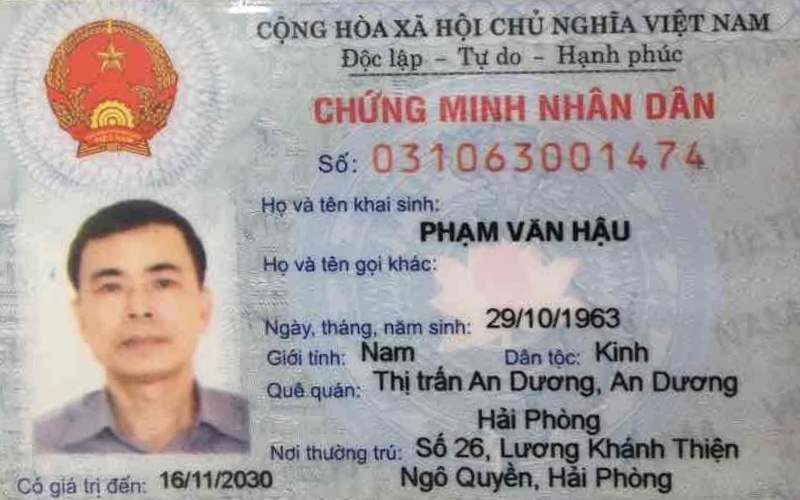 CỘNG HÒA XÃ HỘI CHỦ NGHĨA VIỆT NAM
Độc lập - Tự do - Hạnh phúc
CHỨNG MINH NHÂN DÂN
Số: 031063001474
Họ và tên khai sinh:
PHẠM VĂN HẬU
Họ và tên gọi khác:
Ngày, tháng, năm sinh: 29/10/1963
Giới tính: Nam Dân tộc: Kinh
Quê quán: Thị trấn An Dương, An Dương
Hải Phòng
Nơi thường trú: Số 26, Lương Khánh Thiện
Ngô Quyền, Hải Phòng
Có giá trị đến: 16/11/2030